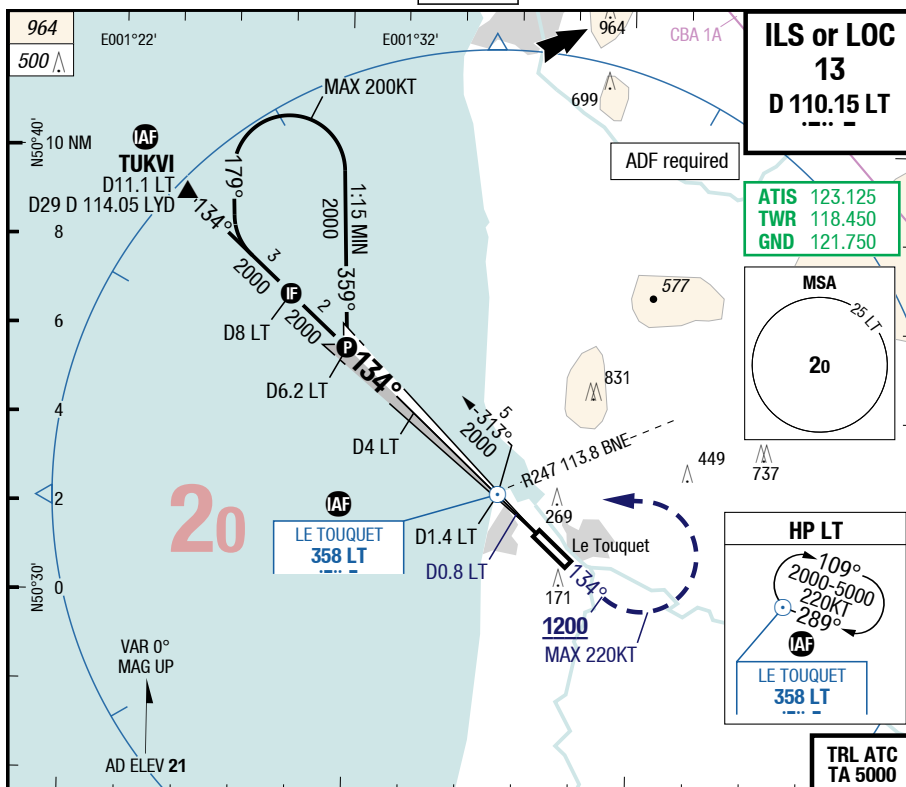 964
500
E001°22'
E001°32'
964
CBA 1A
ILS or LOC
13
D 110.15 LT
MAX 200KT
699
N50°40'
10 NM
IAF
TUKVI
D11.1 LT
D29 D 114.05 LYD
ADF required
179°
1:15 MIN
2000
359°
ATIS 123.125
TWR 118.450
GND 121.750
134°
3
2000
8
MSA
25 LT
20
577
IF
2
2000
D8 LT
6
P
134°
D6.2 LT
831
4
D4 LT
5
313°
2000
R247 113.8 BNE
449
737
2
20
IAF
LE TOUQUET
358 LT
D1.4 LT
269
Le Touquet
D0.8 LT
HP LT
109°
2000-5000
220KT
289°
IAF
LE TOUQUET
358 LT
N50°30'
0
171
134°
1200
MAX 220KT
VAR 0°
MAG UP
AD ELEV 21
TRL ATC
TA 5000